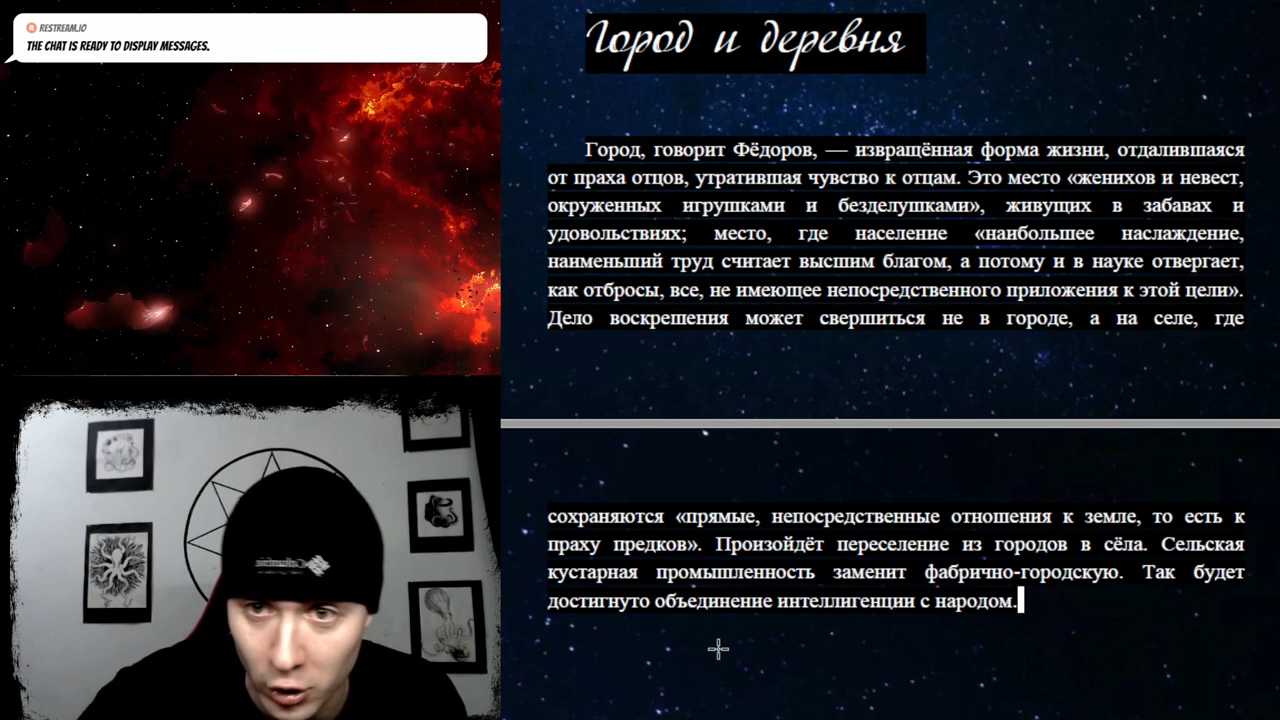 RESTREAM.IO
THE CHAT IS READY TO DISPLAY MESSAGES.
Город и деревня
Город, говорит Фёдоров, — извращённая форма жизни, отдалившаяся
от праха отцов, утратившая чувство к отцам. Это место «женихов и невест,
окруженных игрушками и безделушками», живущих в забавах и
удовольствиях; место, где население «наибольшее наслаждение,
наименьший труд считает высшим благом, а потому и в науке отвергает,
как отбросы, все, не имеющее непосредственного приложения к этой цели».
Дело воскрешения может свершиться не в городе, а на селе, где
сохраняются «прямые, непосредственные отношения к земле, то есть к
праху предков». Произойдёт переселение из городов в сёла. Сельская
кустарная промышленность заменит фабрично-городскую. Так будет
достигнуто объединение интеллигенции с народом.